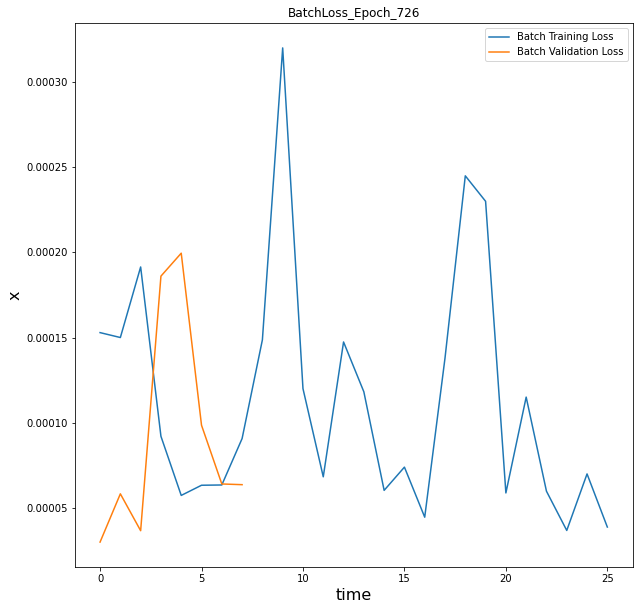 BatchLoss_Epoch_726
Batch Training Loss
Batch Validation Loss
0.00030
0.00025
0.00020
0.00015
0.00010
0.00005
x
0 5 10 15 20 25
time